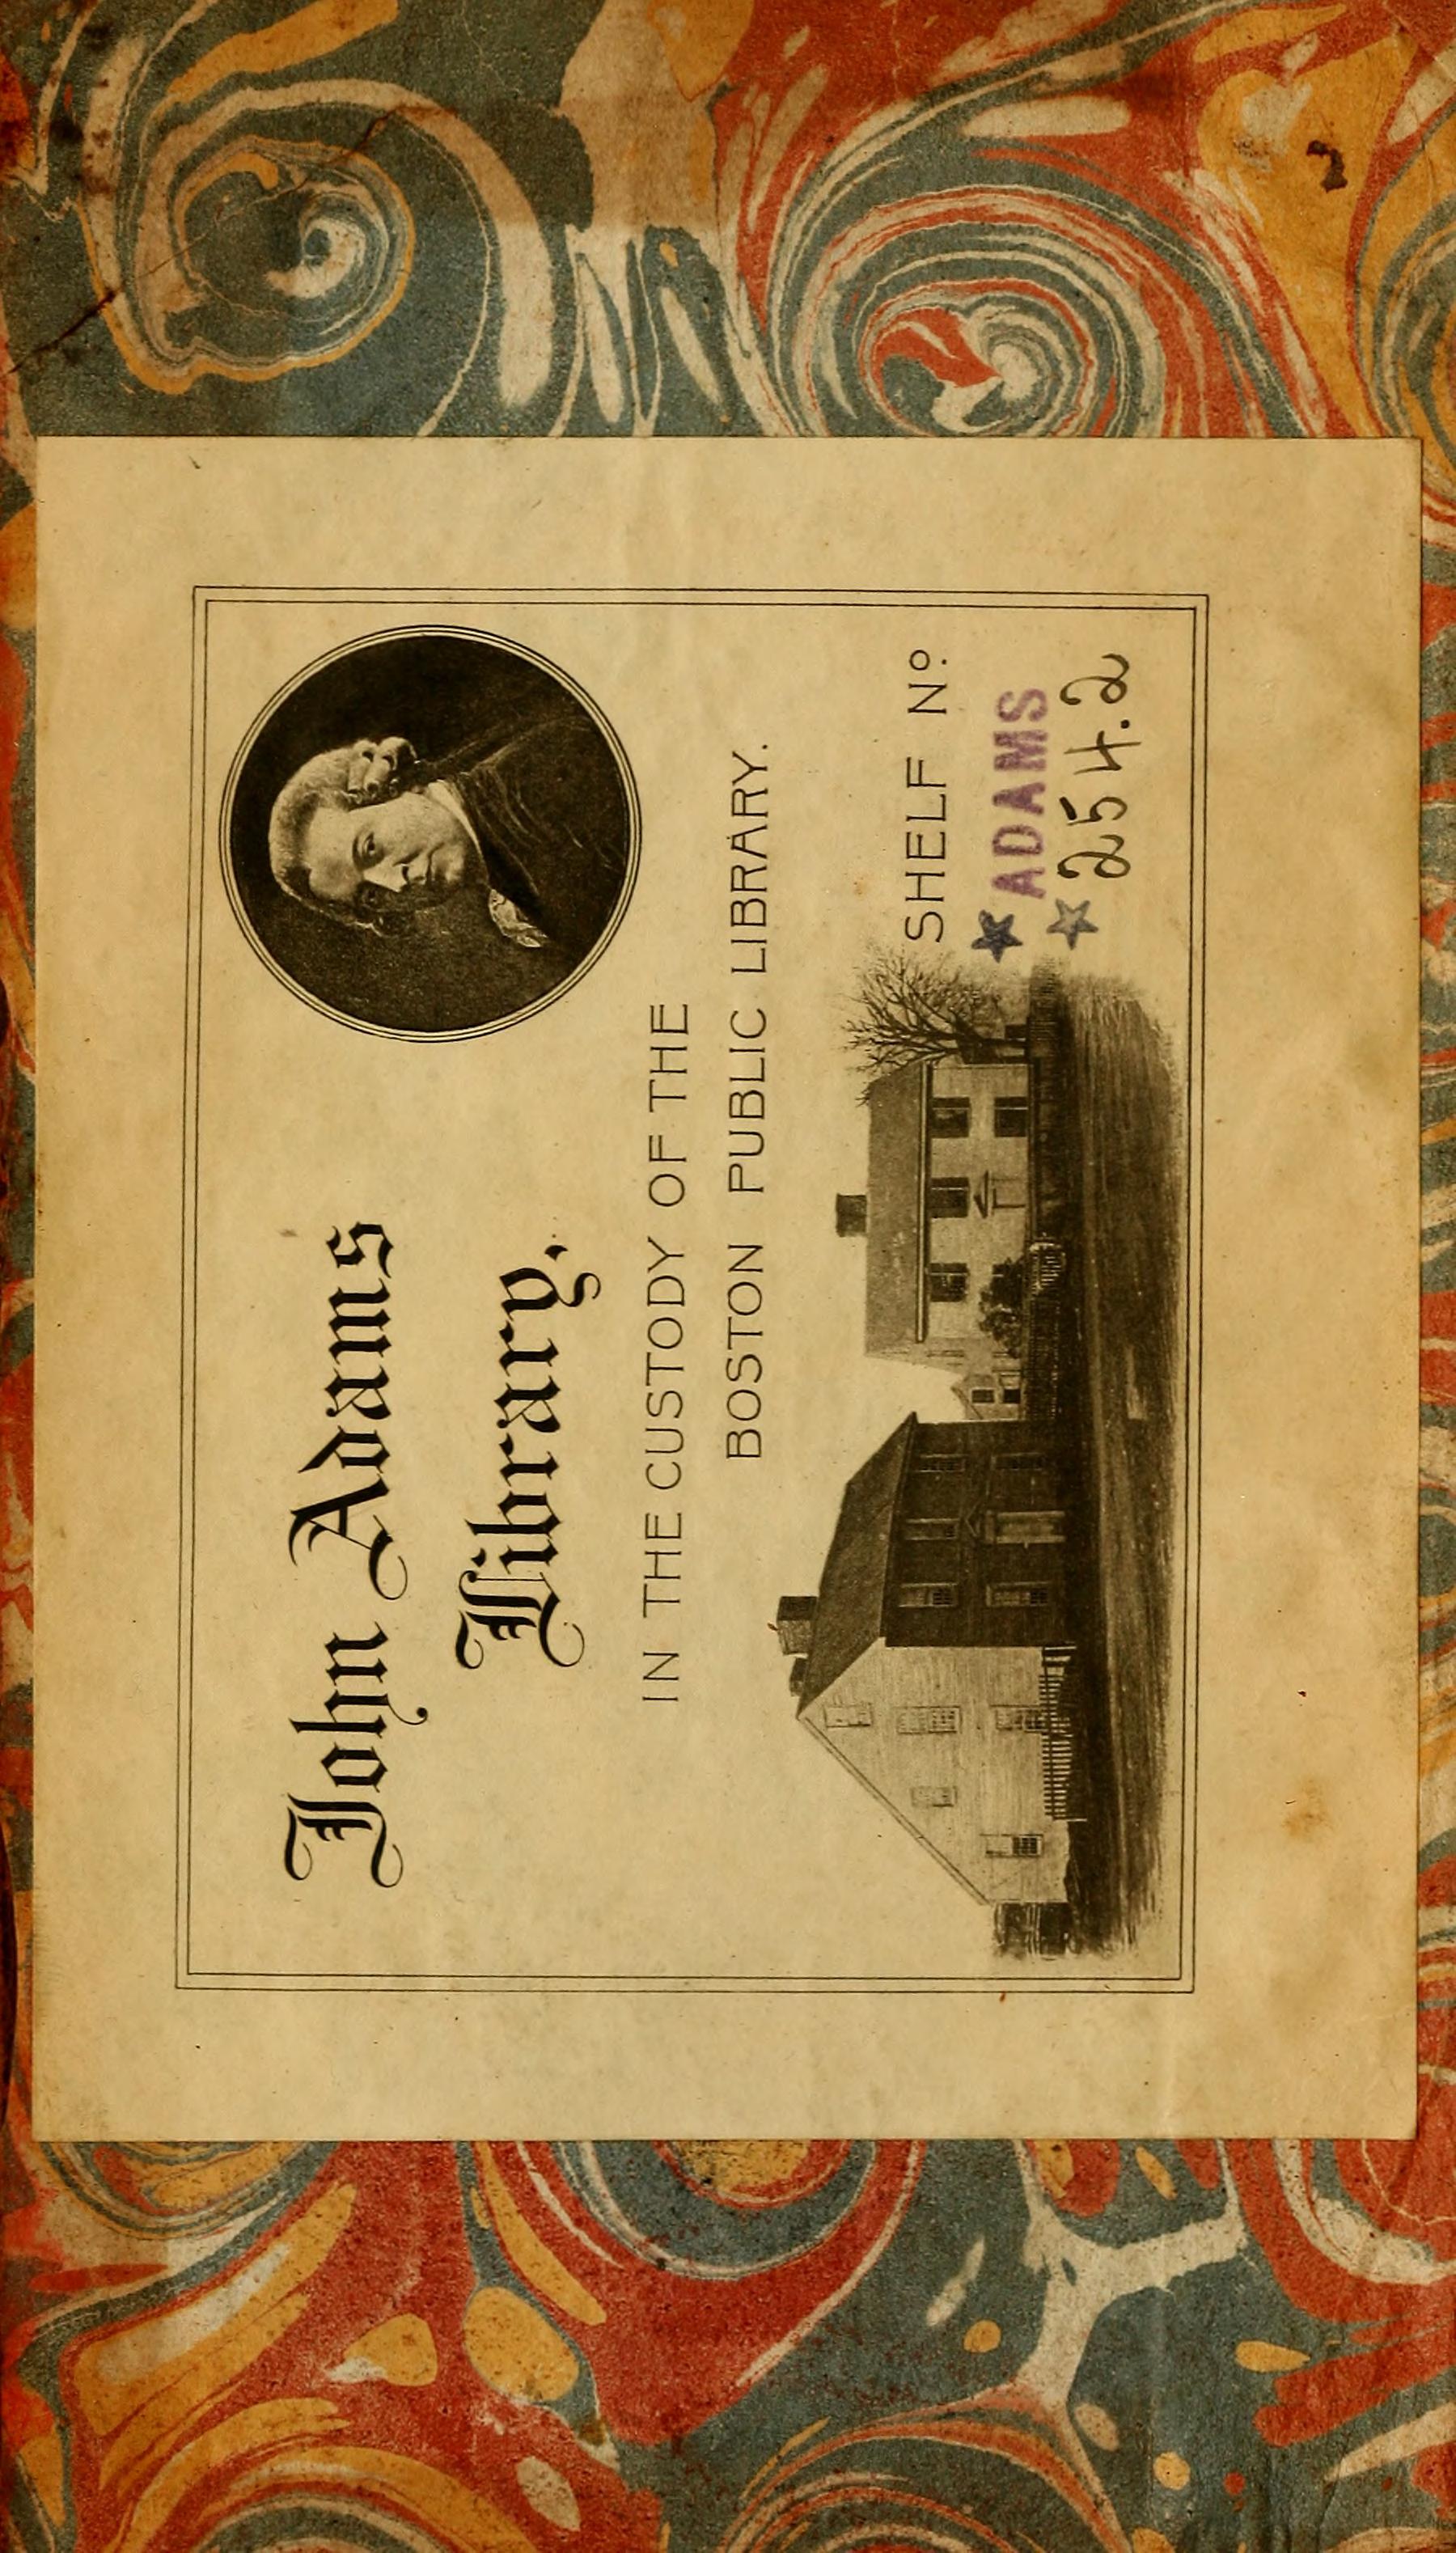 John Adams
Library,
IN THE CUSTODY OF THE
BOSTON PUBLIC LIBRARY.
SHELF Nº.
★ADAMS
★254.2